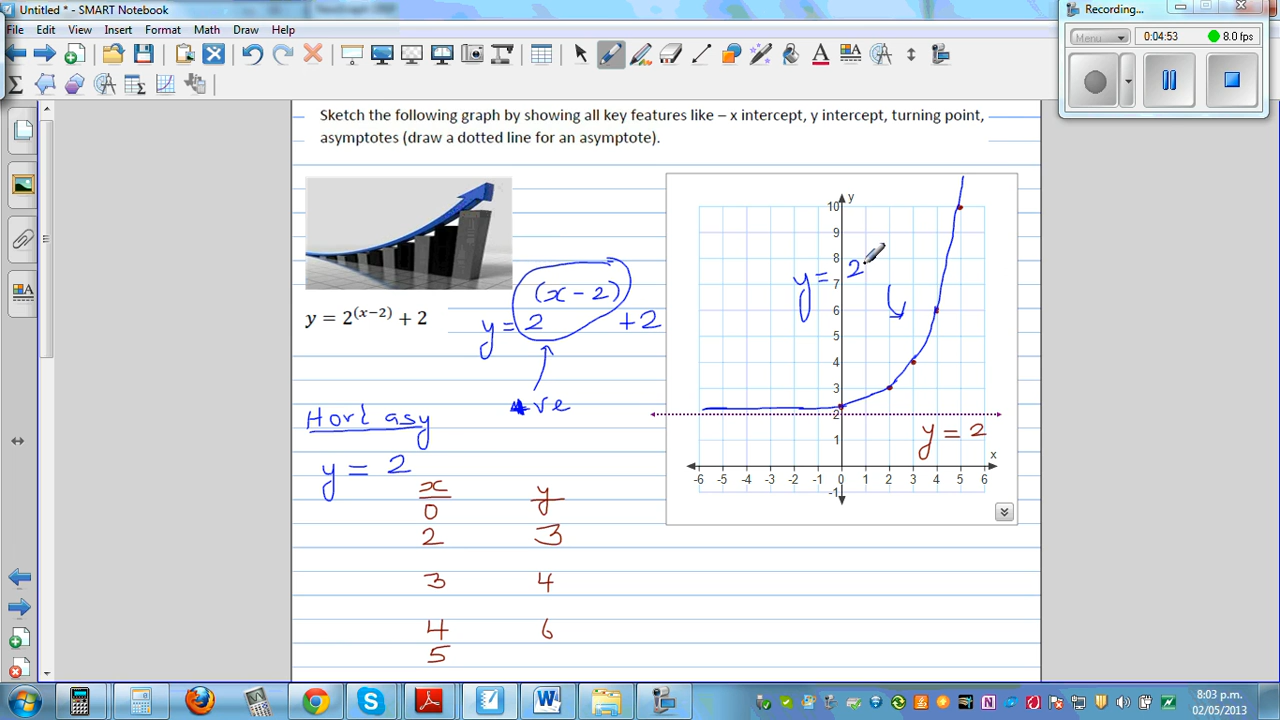 Untitled * - SMART Notebook
File Edit View Insert Format Math Draw Help
Recording...
Menu 0:04:53 8.0 fps
Sketch the following graph by showing all key features like – x intercept, y intercept, turning point,
asymptotes (draw a dotted line for an asymptote).
y = 2^(x−2) + 2
y = 2^(x − 2) + 2
+ve
Horl asy
y = 2
x y
0
2 3
3 4
4 6
5
y
10
9
8
7
6
5
4
3
2
1
-1
y = 2
y = 2
x
-6 -5 -4 -3 -2 -1 0 1 2 3 4 5 6
8:03 p.m.
02/05/2013